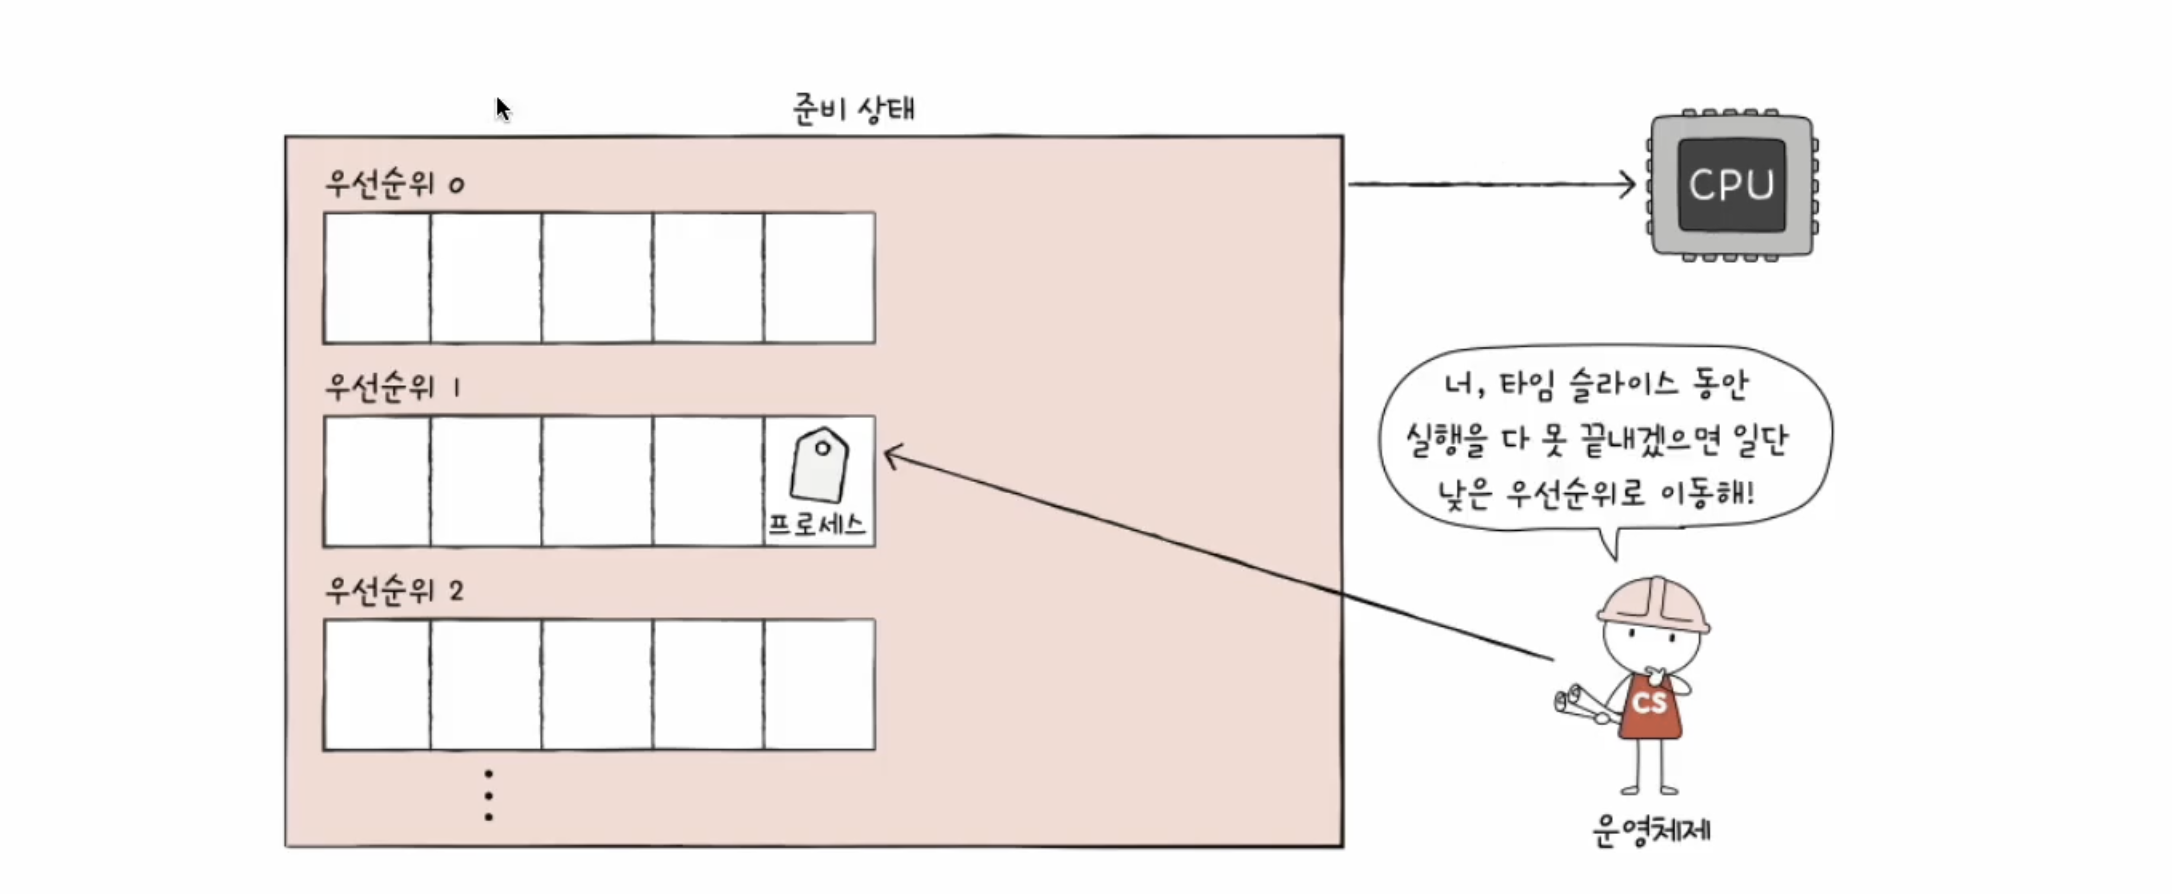 준비 상태
우선순위 0
CPU
너, 타임 슬라이스 동안
실행을 다 못 끝내겠으면 일단
낮은 우선순위로 이동해!
우선순위 1
프로세스
우선순위 2
CS
운영체제